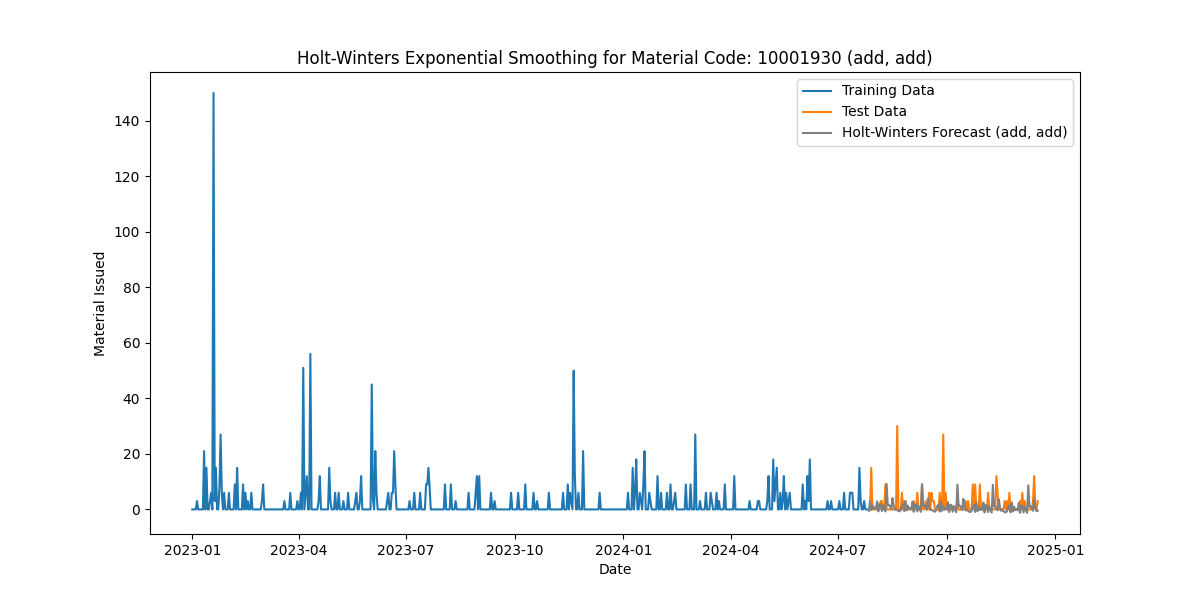 Holt-Winters Exponential Smoothing for Material Code: 10001930 (add, add)
Training Data
Test Data
Holt-Winters Forecast (add, add)
Material Issued
140
120
100
80
60
40
20
0
2023-01 2023-04 2023-07 2023-10 2024-01 2024-04 2024-07 2024-10 2025-01
Date